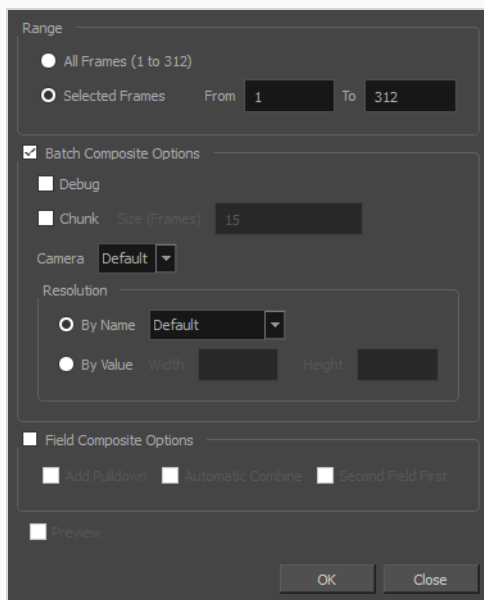 Range
All Frames (1 to 312)
Selected Frames From 1 To 312
Batch Composite Options
Debug
Chunk Size (Frames) 15
Camera Default
Resolution
By Name Default
By Value Width Height
Field Composite Options
Add Pulldown Automatic Combine Second Field First
Preview
OK Close